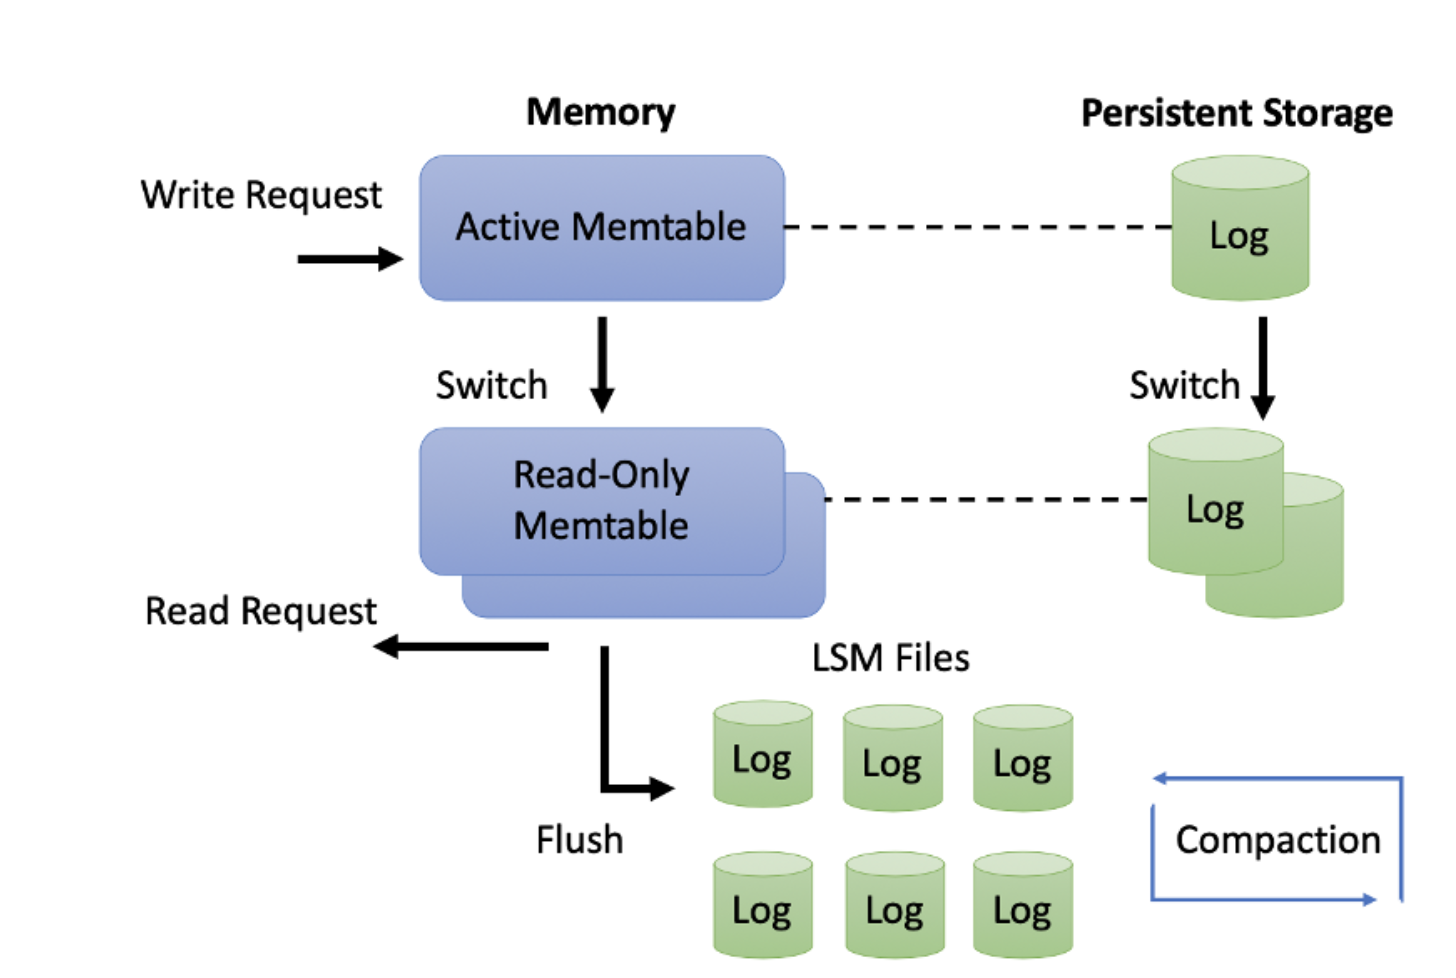 Memory
Persistent Storage
Write Request
Active Memtable
Log
Switch
Switch
Read-Only
Memtable
Log
Read Request
LSM Files
Log
Log
Log
Flush
Compaction
Log
Log
Log